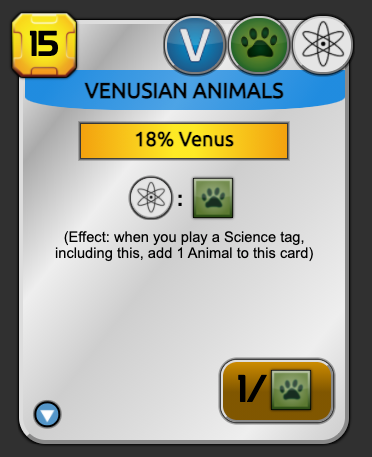 15
V
VENUSIAN ANIMALS
18% Venus
:
(Effect: when you play a Science tag,
including this, add 1 Animal to this card)
1/